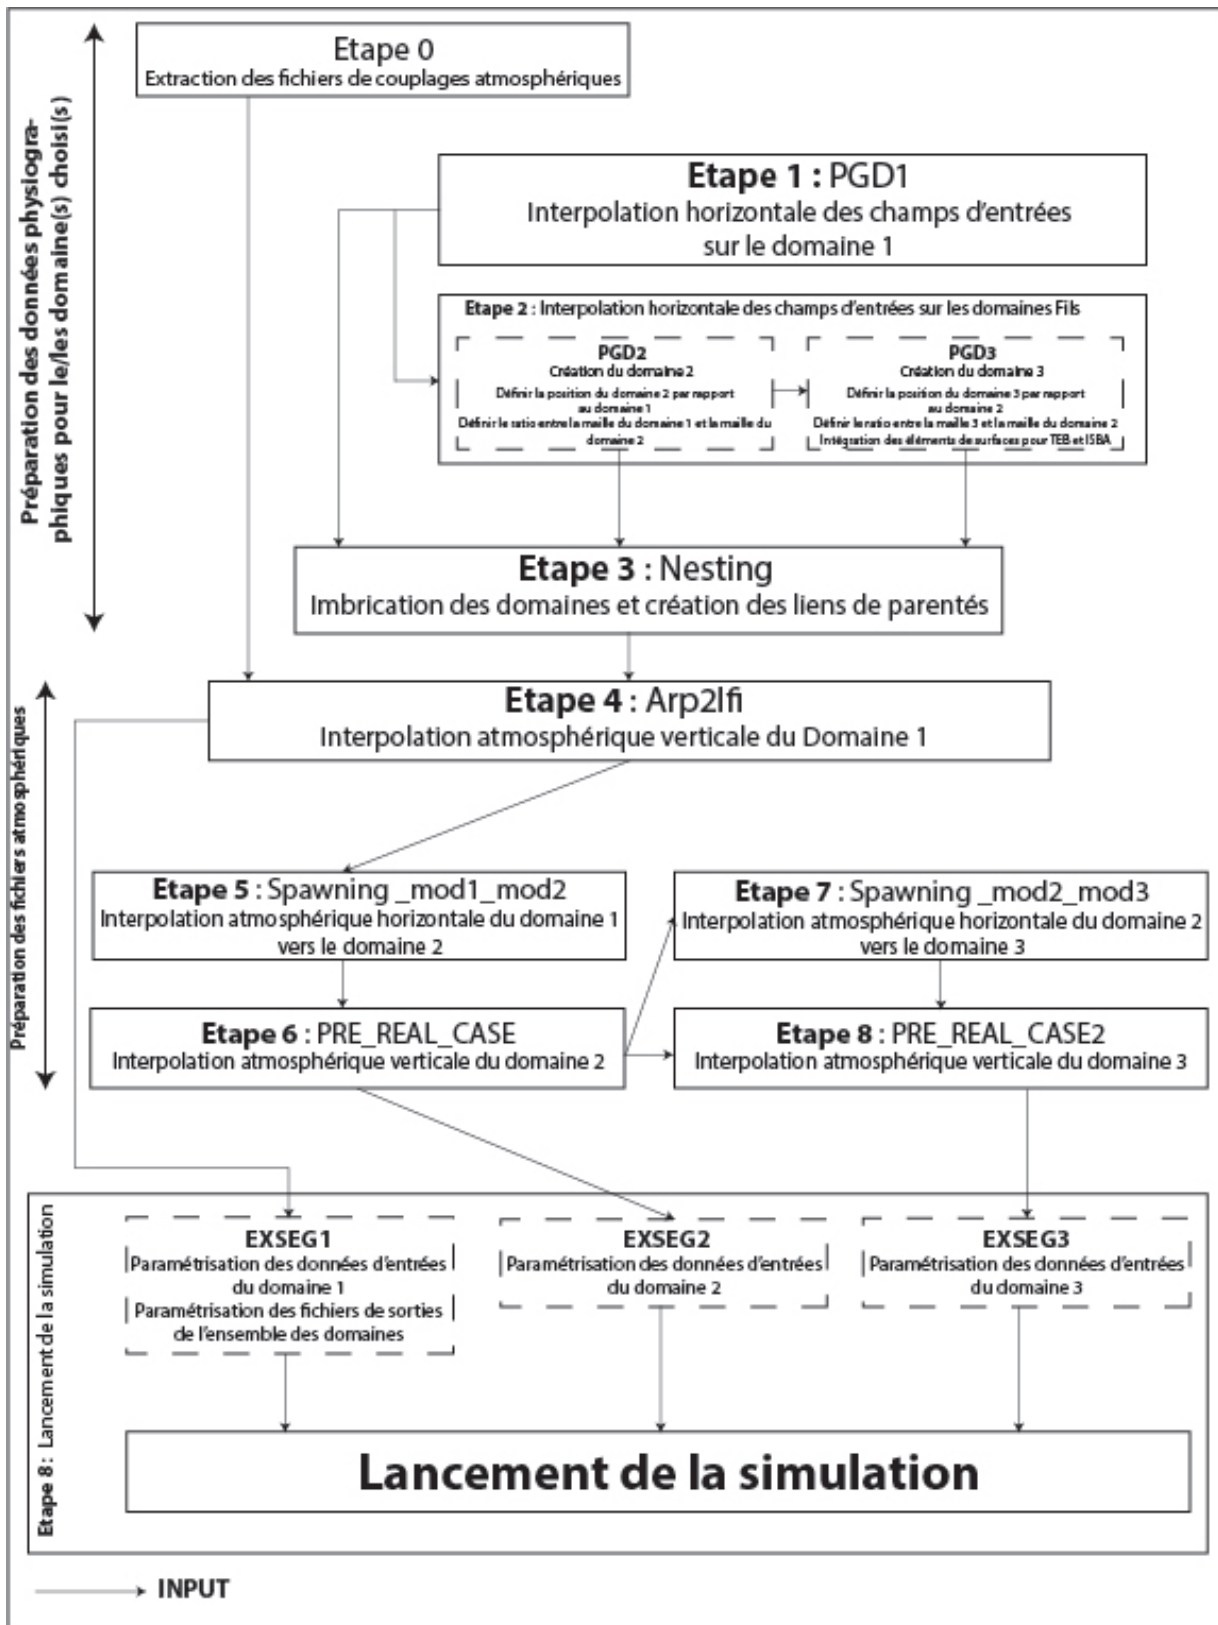 Etape 0
Extraction des fichiers de couplages atmosphériques
Préparation des données physiogra-
phiques pour le/les domaine(s) choisi(s)
Etape 1 : PGD1
Interpolation horizontale des champs d'entrées
sur le domaine 1
Etape 2 : Interpolation horizontale des champs d'entrées sur les domaines Fils
PGD2
Création du domaine 2
Définir la position du domaine 2 par rapport
au domaine 1
Définir le ratio entre la maille du domaine 1 et la maille du
domaine 2
PGD3
Création du domaine 3
Définir la position du domaine 3 par rapport
au domaine 2
Définir le ratio entre la maille 3 et la maille du domaine 2
Intégration des éléments de surfaces pour TEB et ISBA
Etape 3 : Nesting
Imbrication des domaines et création des liens de parentés
Préparation des fichiers atmosphériques
Etape 4 : Arp2lfi
Interpolation atmosphérique verticale du Domaine 1
Etape 5 : Spawning _mod1_mod2
Interpolation atmosphérique horizontale du domaine 1
vers le domaine 2
Etape 7 : Spawning _mod2_mod3
Interpolation atmosphérique horizontale du domaine 2
vers le domaine 3
Etape 6 : PRE_REAL_CASE
Interpolation atmosphérique verticale du domaine 2
Etape 8 : PRE_REAL_CASE2
Interpolation atmosphérique verticale du domaine 3
Etape 8 : Lancement de la simulation
EXSEG1
Paramétrisation des données d'entrées
du domaine 1
Paramétrisation des fichiers de sorties
de l'ensemble des domaines
EXSEG2
Paramétrisation des données d'entrées
du domaine 2
EXSEG3
Paramétrisation des données d'entrées
du domaine 3
Lancement de la simulation
INPUT